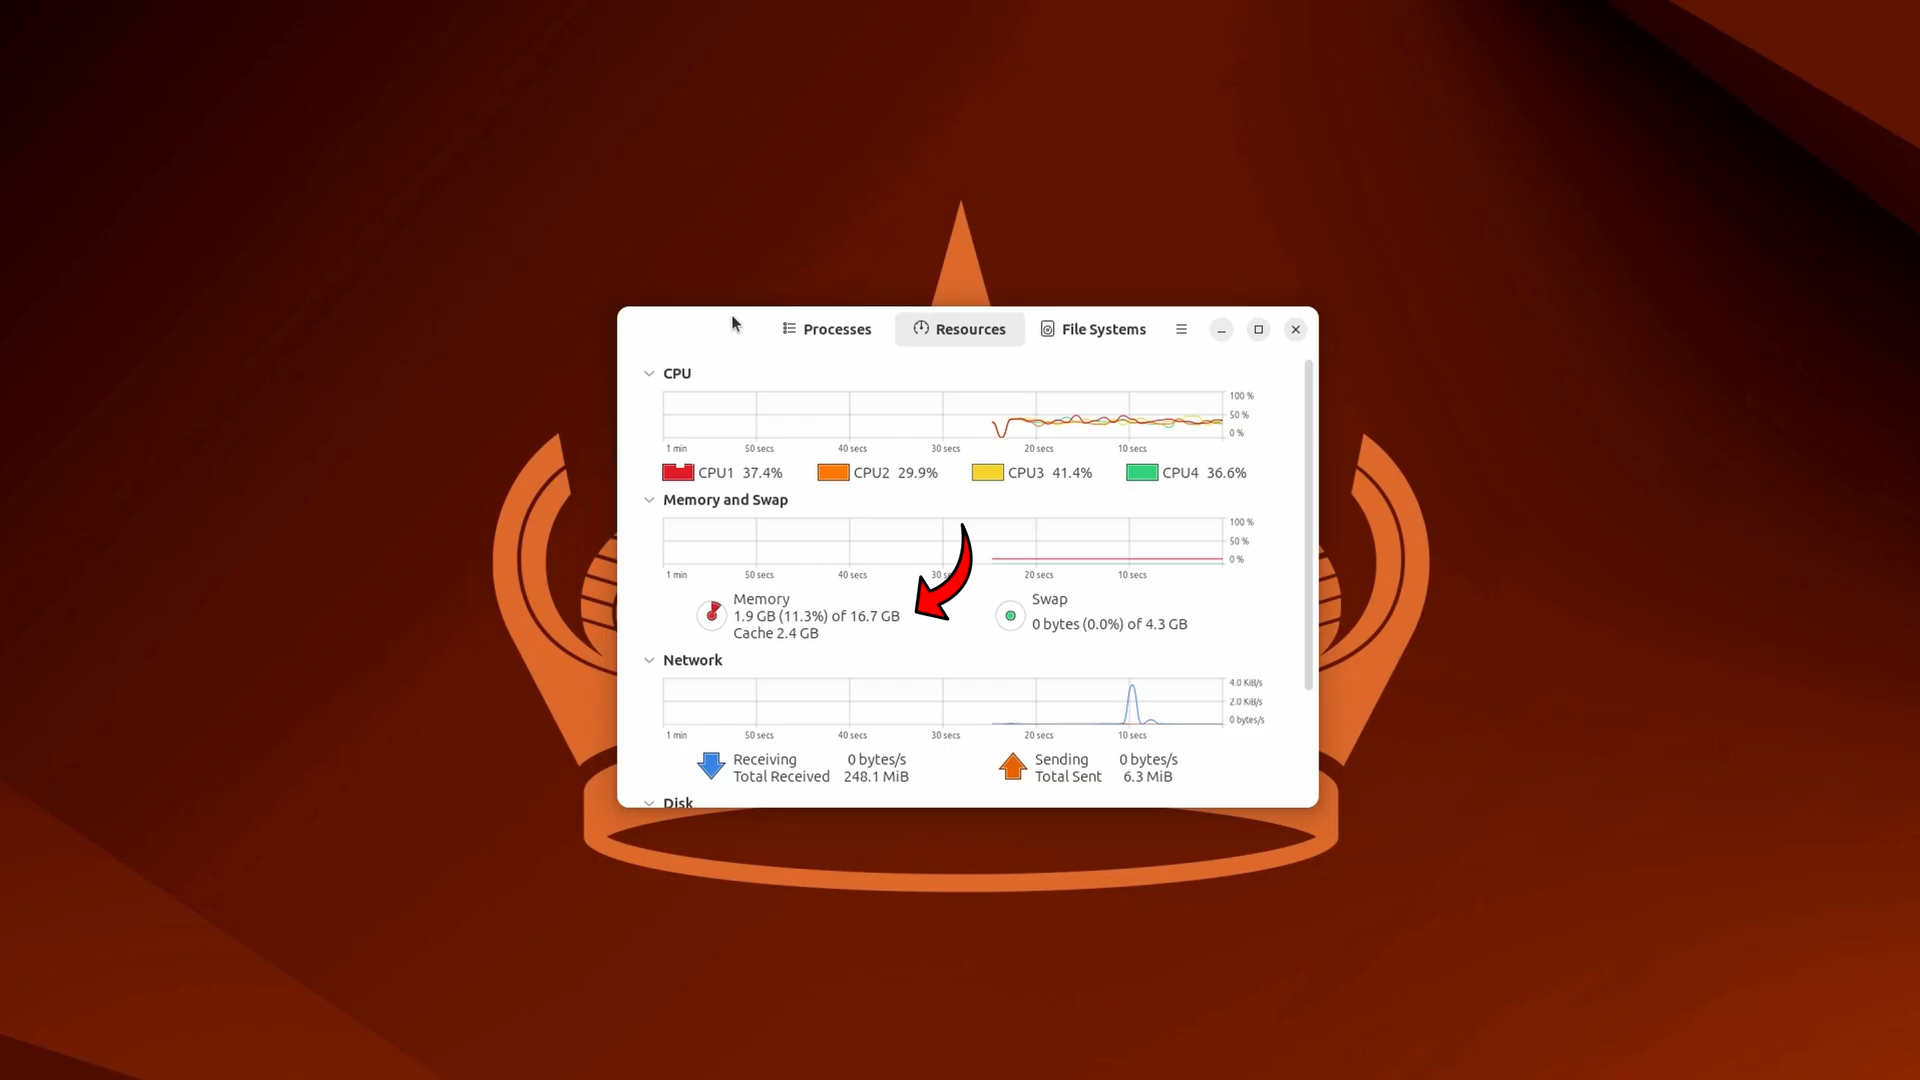 Processes Resources File Systems
CPU
100 %
50 %
0 %
1 min 50 secs 40 secs 30 secs 20 secs 10 secs
CPU1 37.4% CPU2 29.9% CPU3 41.4% CPU4 36.6%
Memory and Swap
100 %
50 %
0 %
1 min 50 secs 40 secs 20 secs 10 secs
Memory
1.9 GB (11.3%) of 16.7 GB
Cache 2.4 GB
Swap
0 bytes (0.0%) of 4.3 GB
Network
4.0 KiB/s
2.0 KiB/s
0 bytes/s
1 min 50 secs 40 secs 30 secs 20 secs 10 secs
Receiving 0 bytes/s
Total Received 248.1 MiB
Sending 0 bytes/s
Total Sent 6.3 MiB
Disk